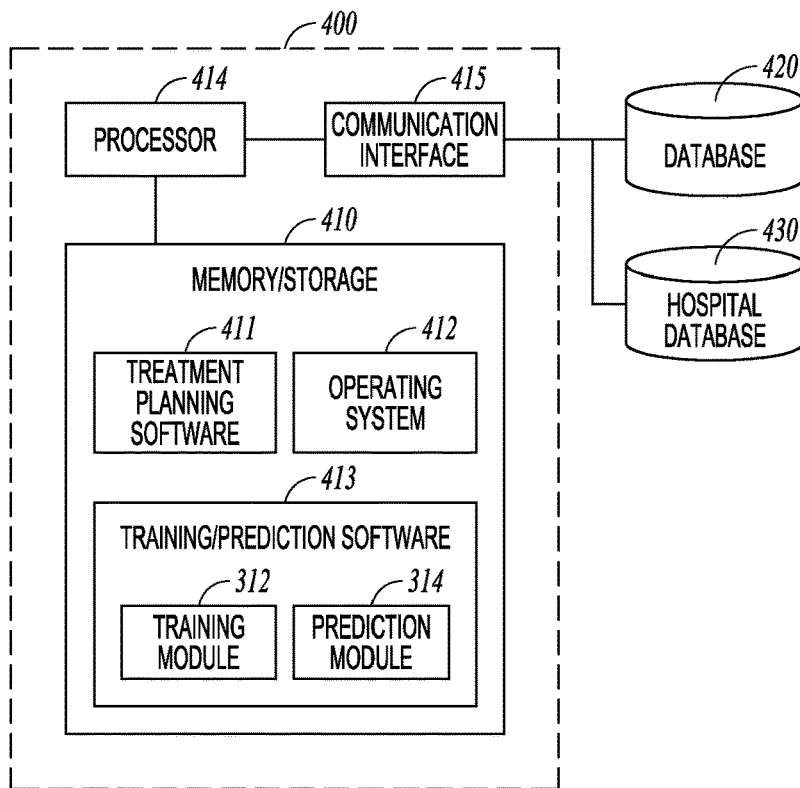 400
414
415
420
PROCESSOR
COMMUNICATION
INTERFACE
DATABASE
410
430
MEMORY/STORAGE
HOSPITAL
DATABASE
411
412
TREATMENT
PLANNING
SOFTWARE
OPERATING
SYSTEM
413
TRAINING/PREDICTION SOFTWARE
312
314
TRAINING
MODULE
PREDICTION
MODULE